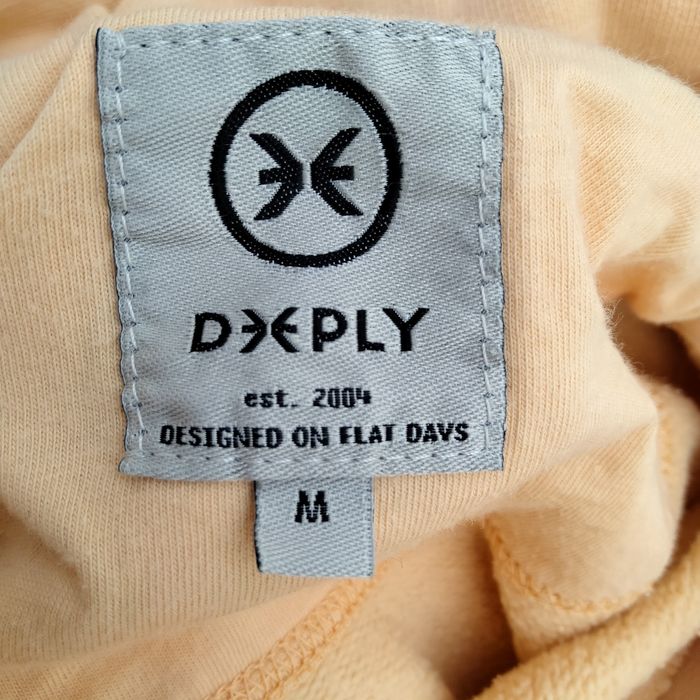 DEEPLY
est. 2004
DESIGNED ON FLAT DAYS
M